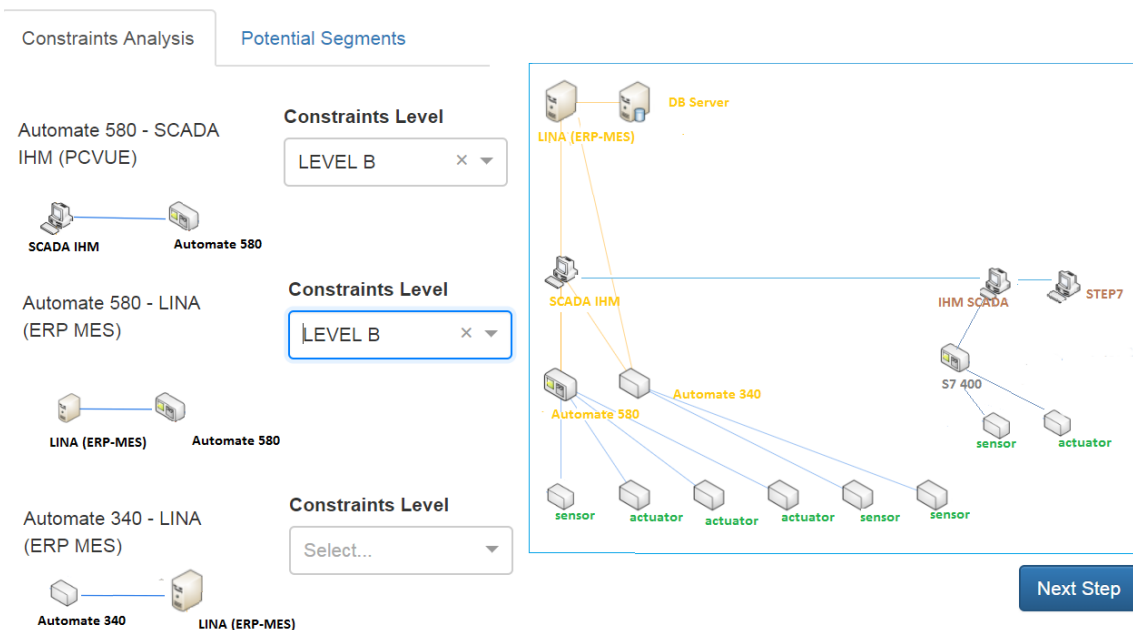 Constraints Analysis
Potential Segments
Automate 580 - SCADA
IHM (PCVUE)
Constraints Level
LEVEL B
SCADA IHM
Automate 580
Automate 580 - LINA
(ERP MES)
Constraints Level
LEVEL B
LINA (ERP-MES)
Automate 580
Automate 340 - LINA
(ERP MES)
Constraints Level
Select...
Automate 340
LINA (ERP-MES)
DB Server
LINA (ERP-MES)
SCADA IHM
IHM SCADA
STEP7
S7 400
Automate 340
Automate 580
sensor
actuator
sensor
actuator
actuator
actuator
sensor
sensor
Next Step